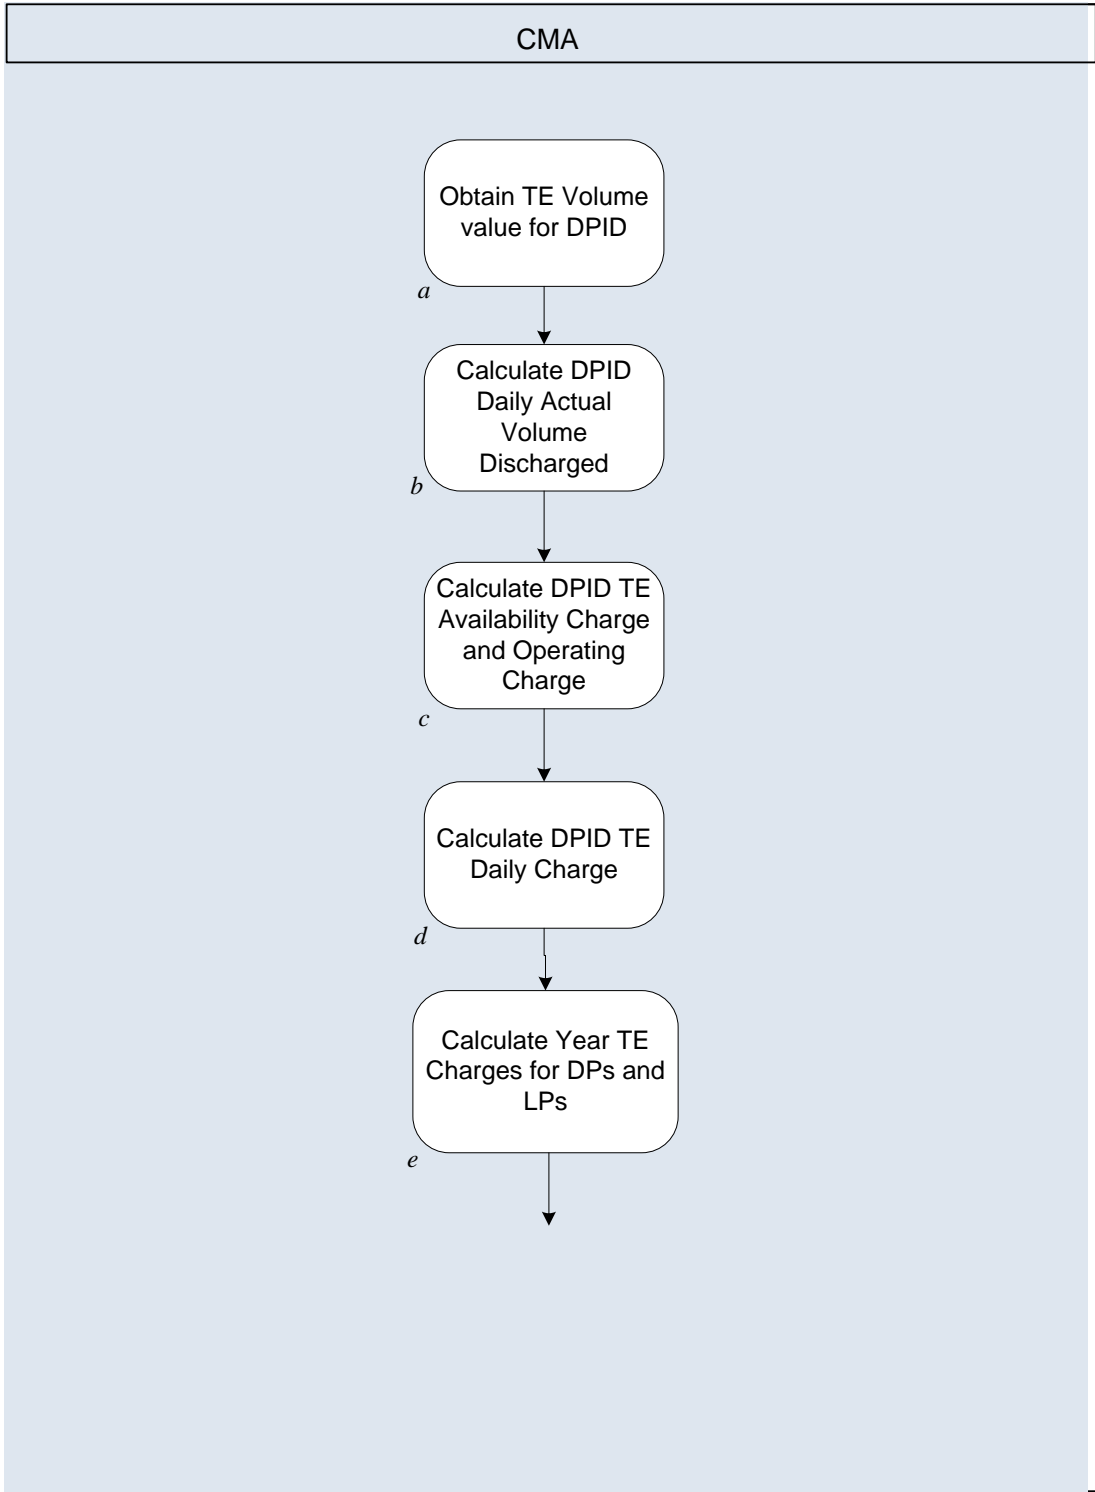 CMA
Obtain TE Volume
value for DPID
a
Calculate DPID
Daily Actual
Volume
Discharged
b
Calculate DPID TE
Availability Charge
and Operating
Charge
c
Calculate DPID TE
Daily Charge
d
Calculate Year TE
Charges for DPs and
LPs
e